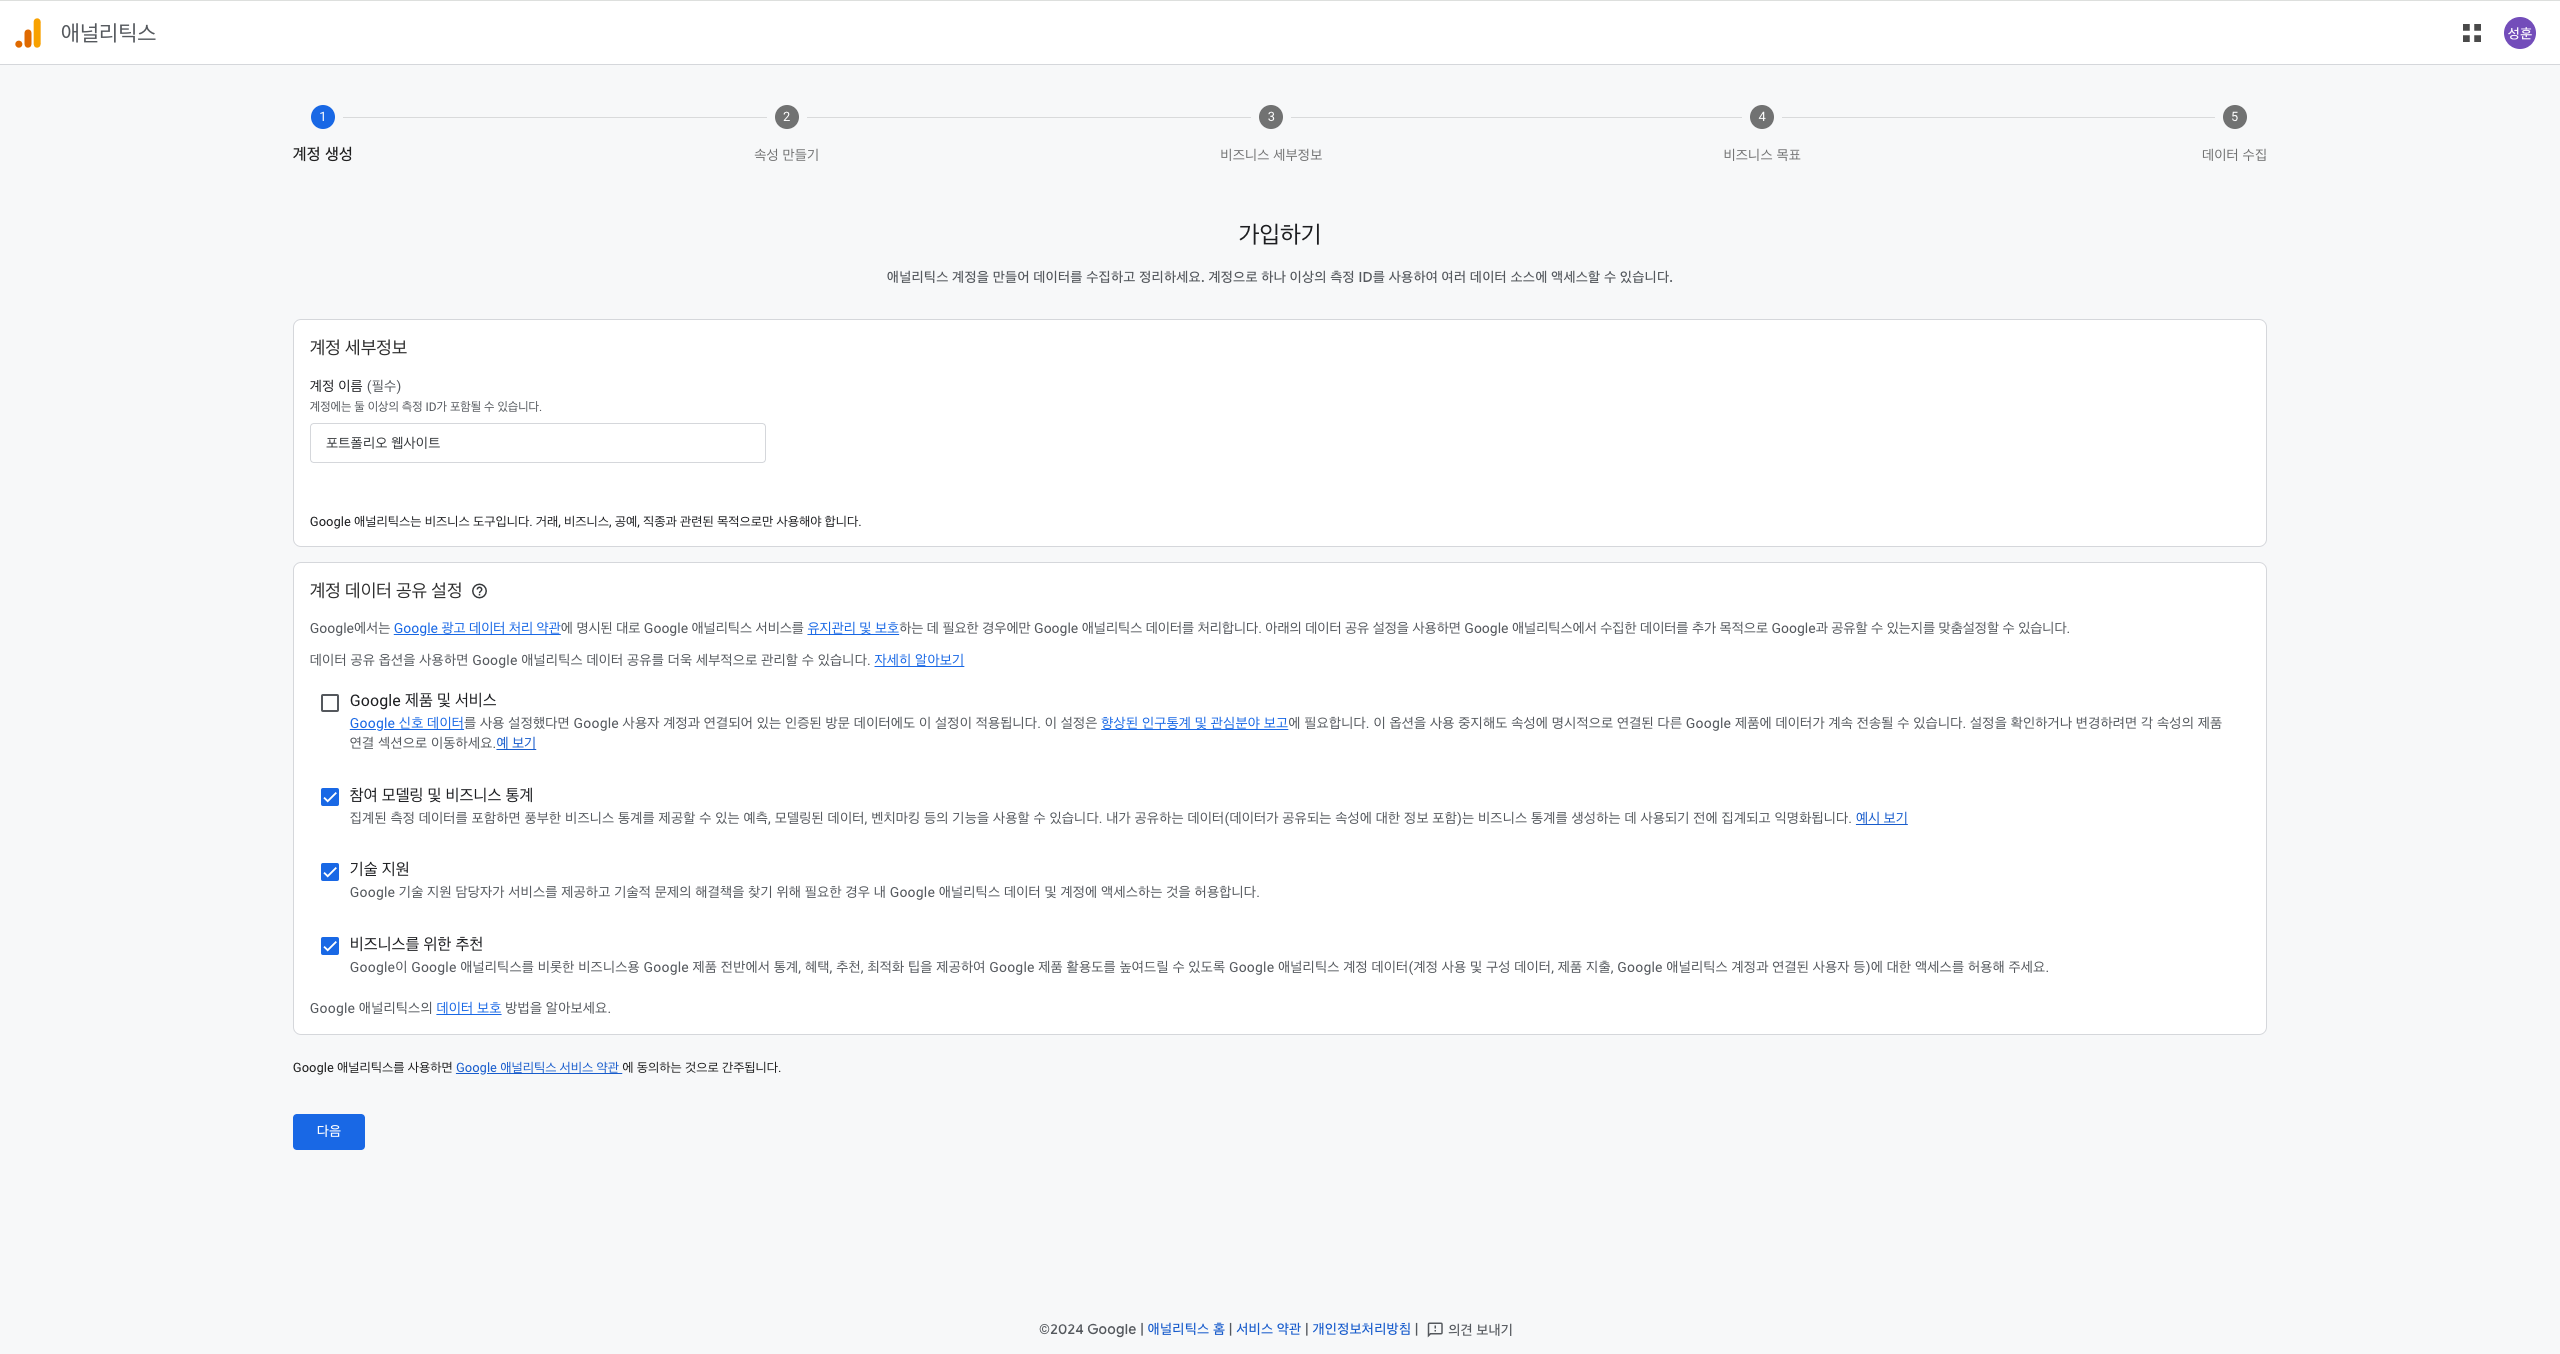 애널리틱스
성훈
1
2
3
4
5
계정 생성
속성 만들기
비즈니스 세부정보
비즈니스 목표
데이터 수집
가입하기
애널리틱스 계정을 만들어 데이터를 수집하고 정리하세요. 계정으로 하나 이상의 측정 ID를 사용하여 여러 데이터 소스에 액세스할 수 있습니다.
계정 세부정보
계정 이름 (필수)
계정에는 둘 이상의 측정 ID가 포함될 수 있습니다.
포트폴리오 웹사이트
Google 애널리틱스는 비즈니스 도구입니다. 거래, 비즈니스, 공예, 직종과 관련된 목적으로만 사용해야 합니다.
계정 데이터 공유 설정
Google에서는 Google 광고 데이터 처리 약관에 명시된 대로 Google 애널리틱스 서비스를 유지관리 및 보호하는 데 필요한 경우에만 Google 애널리틱스 데이터를 처리합니다. 아래의 데이터 공유 설정을 사용하면 Google 애널리틱스에서 수집한 데이터를 추가 목적으로 Google과 공유할 수 있는지를 맞춤설정할 수 있습니다.
데이터 공유 옵션을 사용하면 Google 애널리틱스 데이터 공유를 더욱 세부적으로 관리할 수 있습니다. 자세히 알아보기
Google 제품 및 서비스
Google 신호 데이터를 사용 설정했다면 Google 사용자 계정과 연결되어 있는 인증된 방문 데이터에도 이 설정이 적용됩니다. 이 설정은 향상된 인구통계 및 관심분야 보고에 필요합니다. 이 옵션을 사용 중지해도 속성에 명시적으로 연결된 다른 Google 제품에 데이터가 계속 전송될 수 있습니다. 설정을 확인하거나 변경하려면 각 속성의 제품
연결 섹션으로 이동하세요.예 보기
참여 모델링 및 비즈니스 통계
집계된 측정 데이터를 포함하면 풍부한 비즈니스 통계를 제공할 수 있는 예측, 모델링된 데이터, 벤치마킹 등의 기능을 사용할 수 있습니다. 내가 공유하는 데이터(데이터가 공유되는 속성에 대한 정보 포함)는 비즈니스 통계를 생성하는 데 사용되기 전에 집계되고 익명화됩니다. 예시 보기
기술 지원
Google 기술 지원 담당자가 서비스를 제공하고 기술적 문제의 해결책을 찾기 위해 필요한 경우 내 Google 애널리틱스 데이터 및 계정에 액세스하는 것을 허용합니다.
비즈니스를 위한 추천
Google이 Google 애널리틱스를 비롯한 비즈니스용 Google 제품 전반에서 통계, 혜택, 추천, 최적화 팁을 제공하여 Google 제품 활용도를 높여드릴 수 있도록 Google 애널리틱스 계정 데이터(계정 사용 및 구성 데이터, 제품 지출, Google 애널리틱스 계정과 연결된 사용자 등)에 대한 액세스를 허용해 주세요.
Google 애널리틱스의 데이터 보호 방법을 알아보세요.
Google 애널리틱스를 사용하면 Google 애널리틱스 서비스 약관 에 동의하는 것으로 간주됩니다.
다음
©2024 Google | 애널리틱스 홈 | 서비스 약관 | 개인정보처리방침 | 의견 보내기